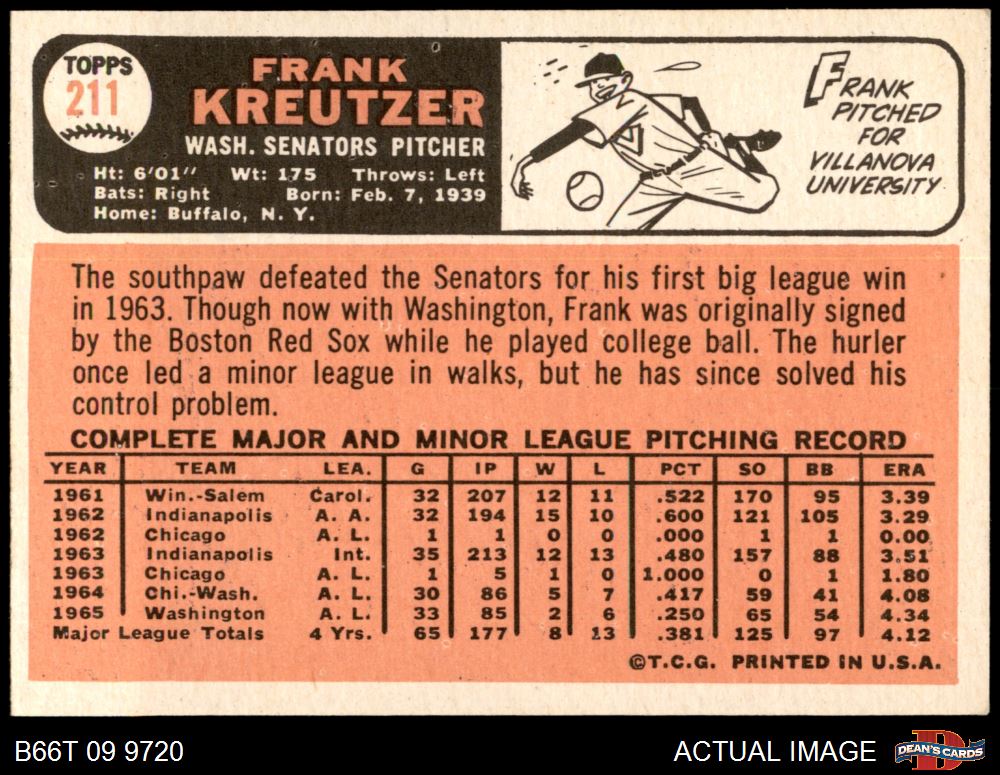 TOPPS
211
FRANK
KREUTZER
WASH. SENATORS PITCHER
Ht: 6'01" Wt: 175 Throws: Left
Bats: Right Born: Feb. 7, 1939
Home: Buffalo, N. Y.
FRANK
PITCHED
FOR
VILLANOVA
UNIVERSITY
The southpaw defeated the Senators for his first big league win
in 1963. Though now with Washington, Frank was originally signed
by the Boston Red Sox while he played college ball. The hurler
once led a minor league in walks, but he has since solved his
control problem.
COMPLETE MAJOR AND MINOR LEAGUE PITCHING RECORD
YEAR TEAM LEA. G IP W L PCT SO BB ERA
1961 Win.-Salem Carol. 32 207 12 11 .522 170 95 3.39
1962 Indianapolis A. A. 32 194 15 10 .600 121 105 3.29
1962 Chicago A. L. 1 1 0 0 .000 1 1 0.00
1963 Indianapolis Int. 35 213 12 13 .480 157 88 3.51
1963 Chicago A. L. 1 5 1 0 1.000 0 1 1.80
1964 Chi.-Wash. A. L. 30 86 5 7 .417 59 41 4.08
1965 Washington A. L. 33 85 2 6 .250 65 54 4.34
Major League Totals 4 Yrs. 65 177 8 13 .381 125 97 4.12
©T.C.G. PRINTED IN U.S.A.
B66T 09 9720
ACTUAL IMAGE
D
DEAN'S CARDS